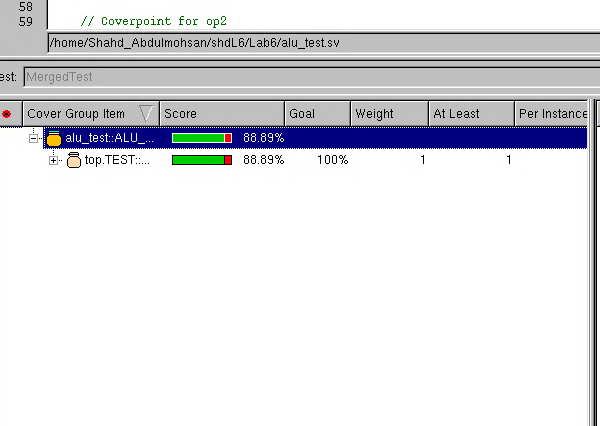 58
59 // Coverpoint for op2
/home/Shahd_Abdulmohsan/shdL6/Lab6/alu_test.sv
est: MergedTest
Cover Group Item Score Goal Weight At Least Per Instance
alu_test::ALU_... 88.89%
top.TEST::... 88.89% 100% 1 1